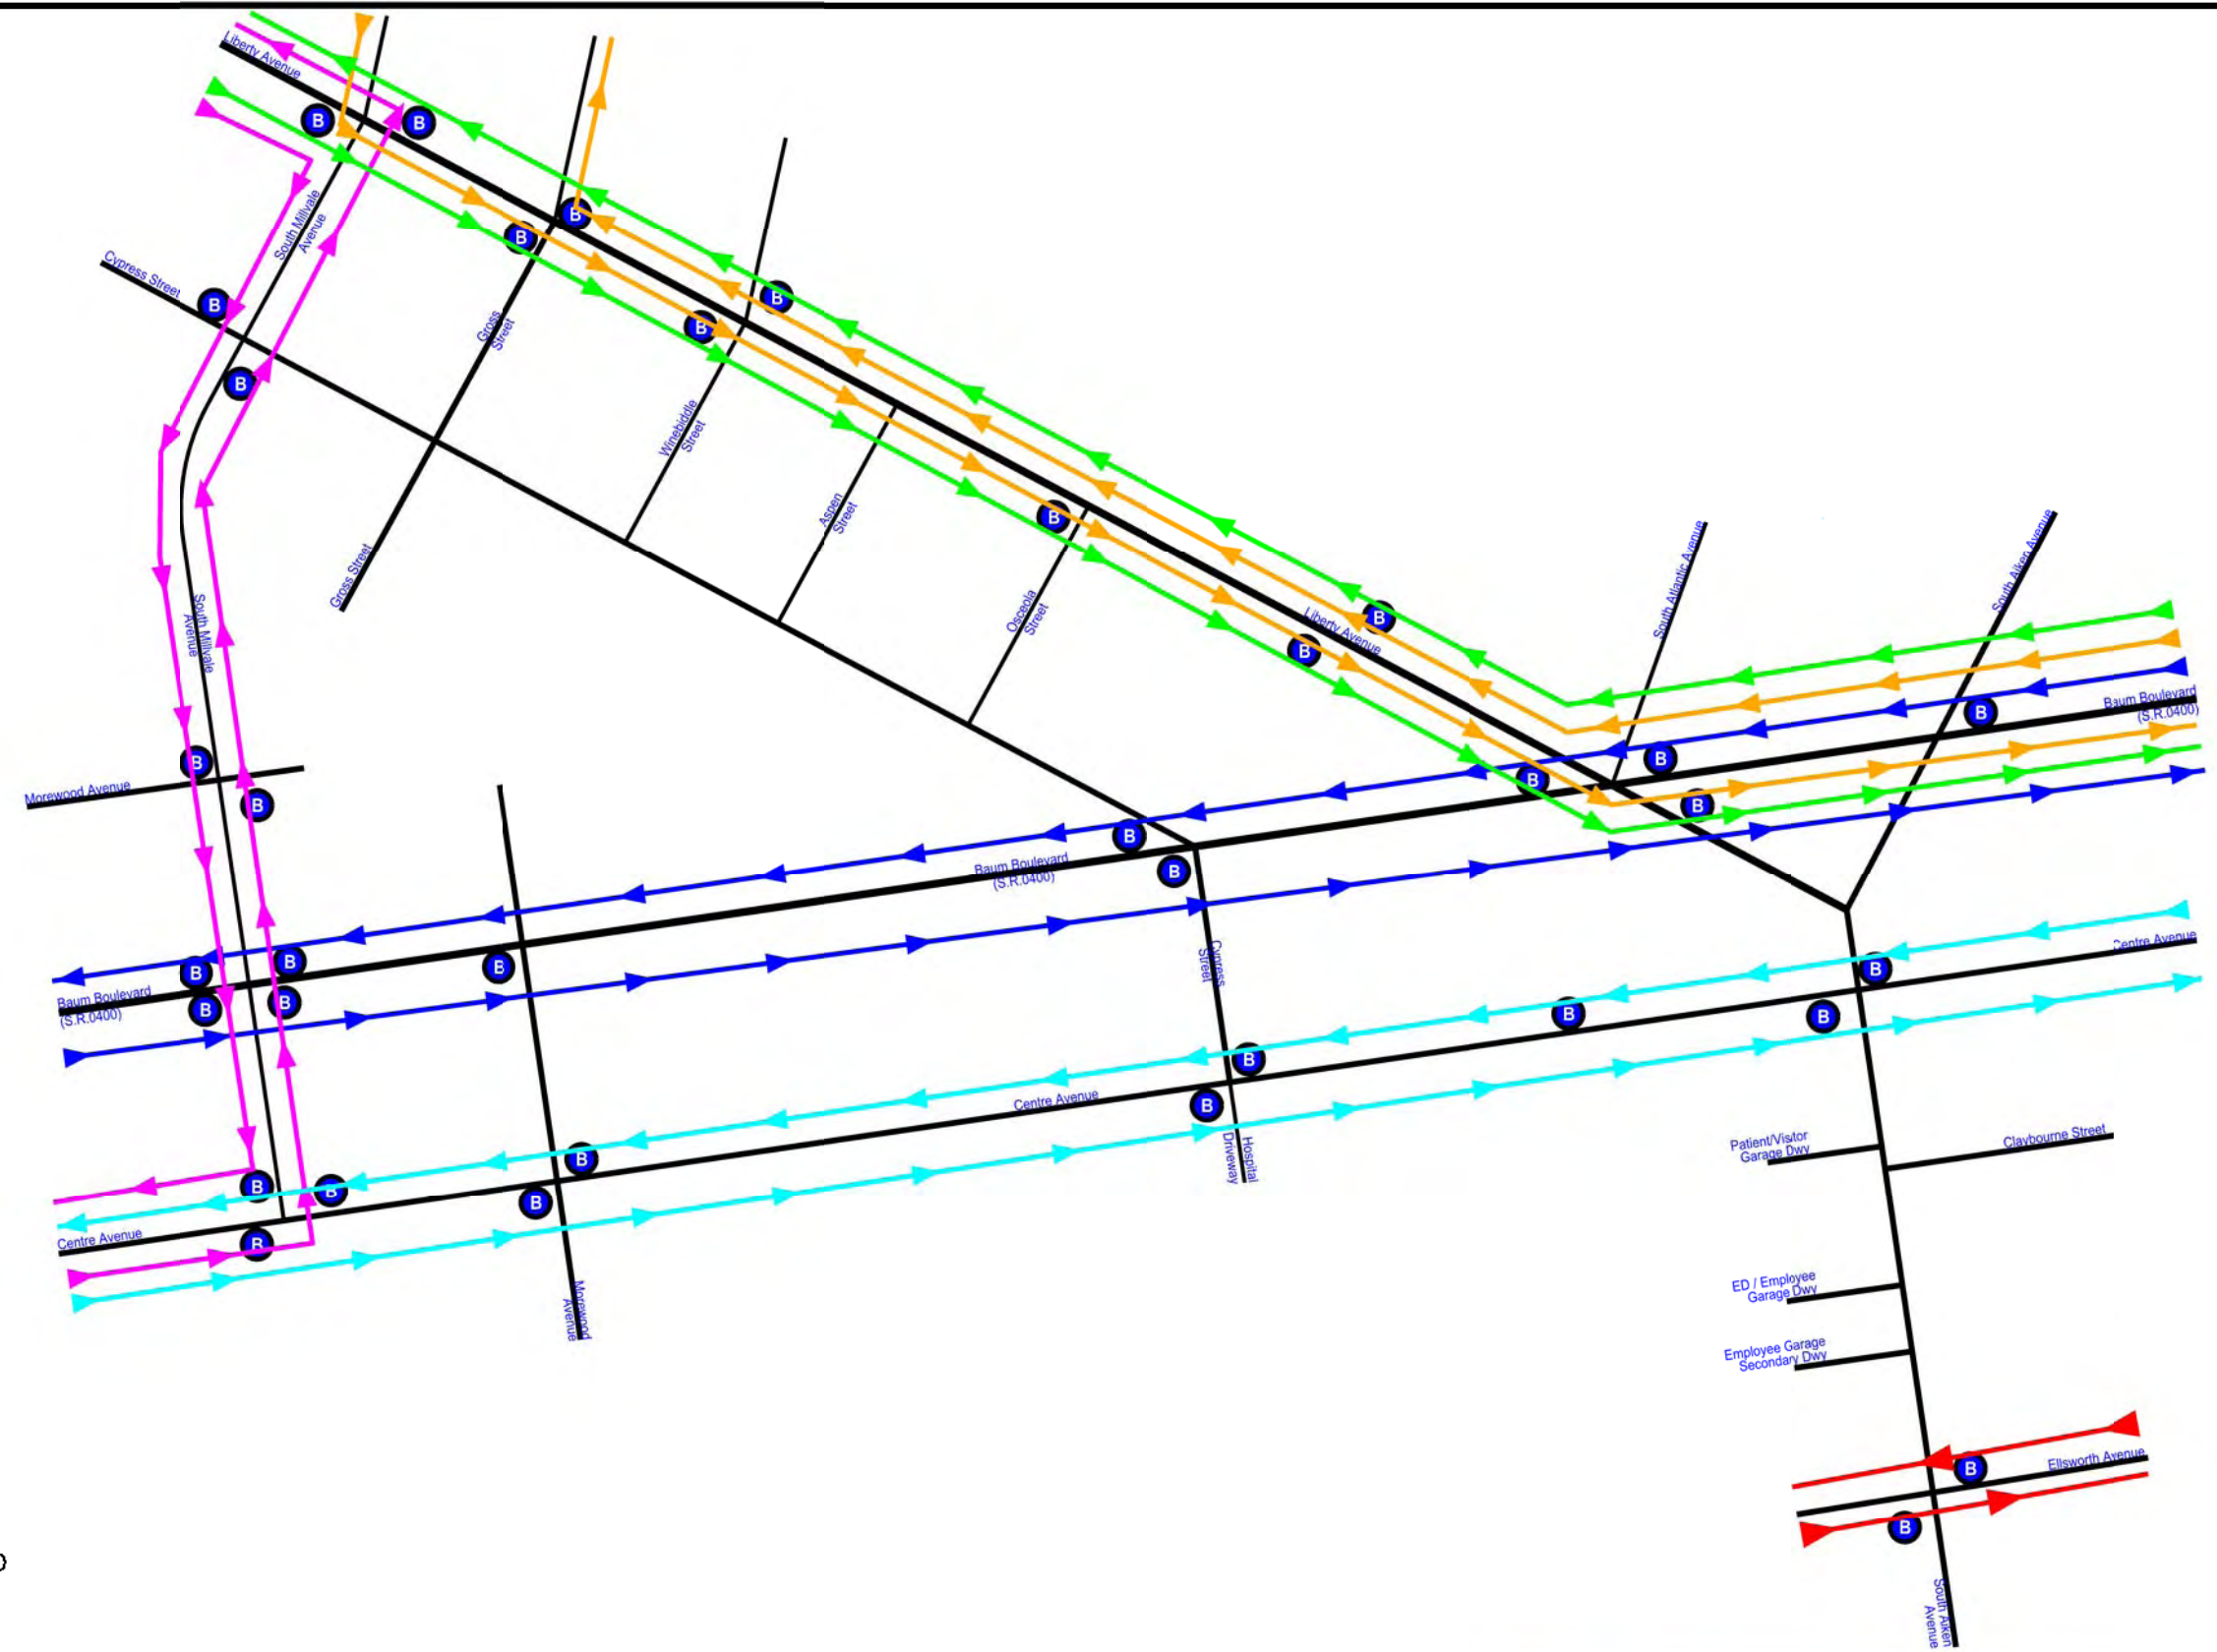 Liberty Avenue
B
B
South Millvale
Avenue
Cypress Street
B
B
B
B
Gross
Street
B
B
Winebiddle
Street
Aspen
Street
Gross Street
B
Osceola
Street
South Atlantic Avenue
South Aiken Avenue
Liberty Avenue
B
B
South Millvale
Avenue
Baum Boulevard
(S.R.0400)
B
B
B
B
B
Morewood Avenue
B
B
B
B
Baum Boulevard
(S.R.0400)
B
B
B
B
B
Baum Boulevard
(S.R.0400)
Cypress
Street
Centre Avenue
B
B
B
B
B
Centre Avenue
Hospital
Driveway
Patient/Visitor
Garage Dwy
Claybourne Street
B
B
B
B
B
Centre Avenue
Morewood
Avenue
ED / Employee
Garage Dwy
Employee Garage
Secondary Dwy
Ellsworth Avenue
B
B
South Aiken
Avenue